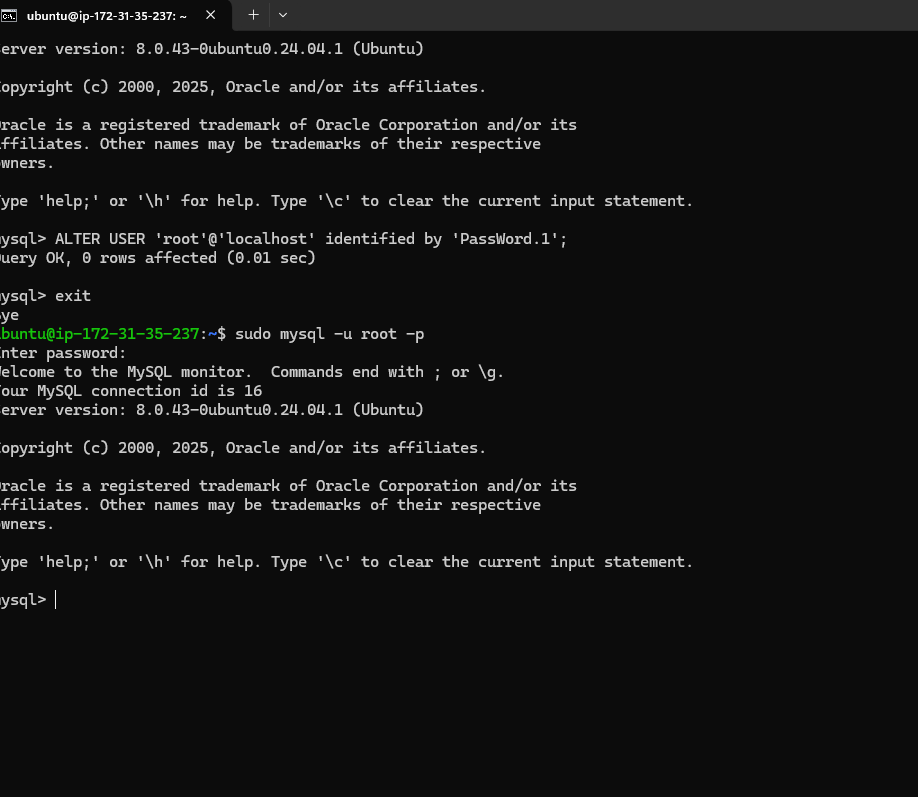 ubuntu@ip-172-31-35-237: ~
erver version: 8.0.43-0ubuntu0.24.04.1 (Ubuntu)
opyright (c) 2000, 2025, Oracle and/or its affiliates.
racle is a registered trademark of Oracle Corporation and/or its
ffiliates. Other names may be trademarks of their respective
wners.
ype 'help;' or '\h' for help. Type '\c' to clear the current input statement.
ysql> ALTER USER 'root'@'localhost' identified by 'PassWord.1';
uery OK, 0 rows affected (0.01 sec)
ysql> exit
ye
buntu@ip-172-31-35-237:~$ sudo mysql -u root -p
nter password:
elcome to the MySQL monitor.  Commands end with ; or \g.
our MySQL connection id is 16
erver version: 8.0.43-0ubuntu0.24.04.1 (Ubuntu)
opyright (c) 2000, 2025, Oracle and/or its affiliates.
racle is a registered trademark of Oracle Corporation and/or its
ffiliates. Other names may be trademarks of their respective
wners.
ype 'help;' or '\h' for help. Type '\c' to clear the current input statement.
ysql>